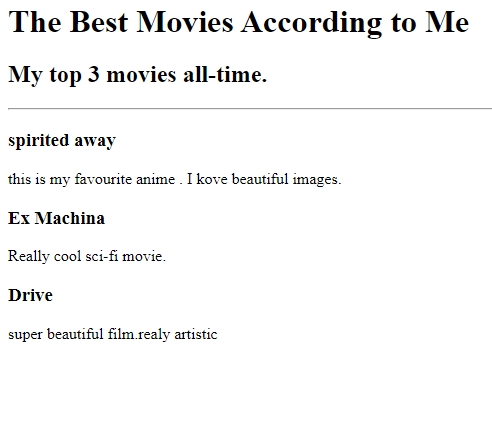 The Best Movies According to Me
My top 3 movies all-time.
spirited away
this is my favourite anime . I kove beautiful images.
Ex Machina
Really cool sci-fi movie.
Drive
super beautiful film.realy artistic